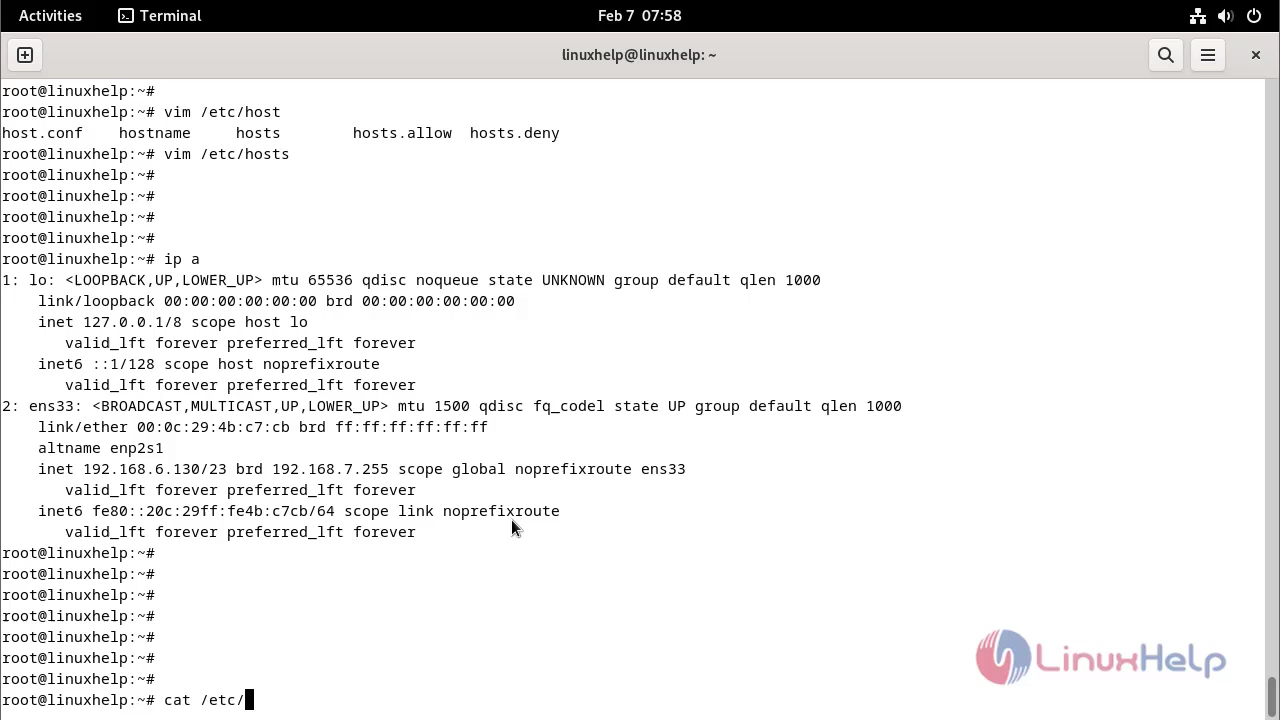 Activities Terminal Feb 7 07:58
linuxhelp@linuxhelp: ~
root@linuxhelp:~#
root@linuxhelp:~# vim /etc/host
host.conf    hostname     hosts        hosts.allow  hosts.deny
root@linuxhelp:~# vim /etc/hosts
root@linuxhelp:~#
root@linuxhelp:~#
root@linuxhelp:~#
root@linuxhelp:~#
root@linuxhelp:~# ip a
1: lo: <LOOPBACK,UP,LOWER_UP> mtu 65536 qdisc noqueue state UNKNOWN group default qlen 1000
    link/loopback 00:00:00:00:00:00 brd 00:00:00:00:00:00
    inet 127.0.0.1/8 scope host lo
       valid_lft forever preferred_lft forever
    inet6 ::1/128 scope host noprefixroute
       valid_lft forever preferred_lft forever
2: ens33: <BROADCAST,MULTICAST,UP,LOWER_UP> mtu 1500 qdisc fq_codel state UP group default qlen 1000
    link/ether 00:0c:29:4b:c7:cb brd ff:ff:ff:ff:ff:ff
    altname enp2s1
    inet 192.168.6.130/23 brd 192.168.7.255 scope global noprefixroute ens33
       valid_lft forever preferred_lft forever
    inet6 fe80::20c:29ff:fe4b:c7cb/64 scope link noprefixroute
       valid_lft forever preferred_lft forever
root@linuxhelp:~#
root@linuxhelp:~#
root@linuxhelp:~#
root@linuxhelp:~#
root@linuxhelp:~#
root@linuxhelp:~#
root@linuxhelp:~#
root@linuxhelp:~# cat /etc/
LinuxHelp